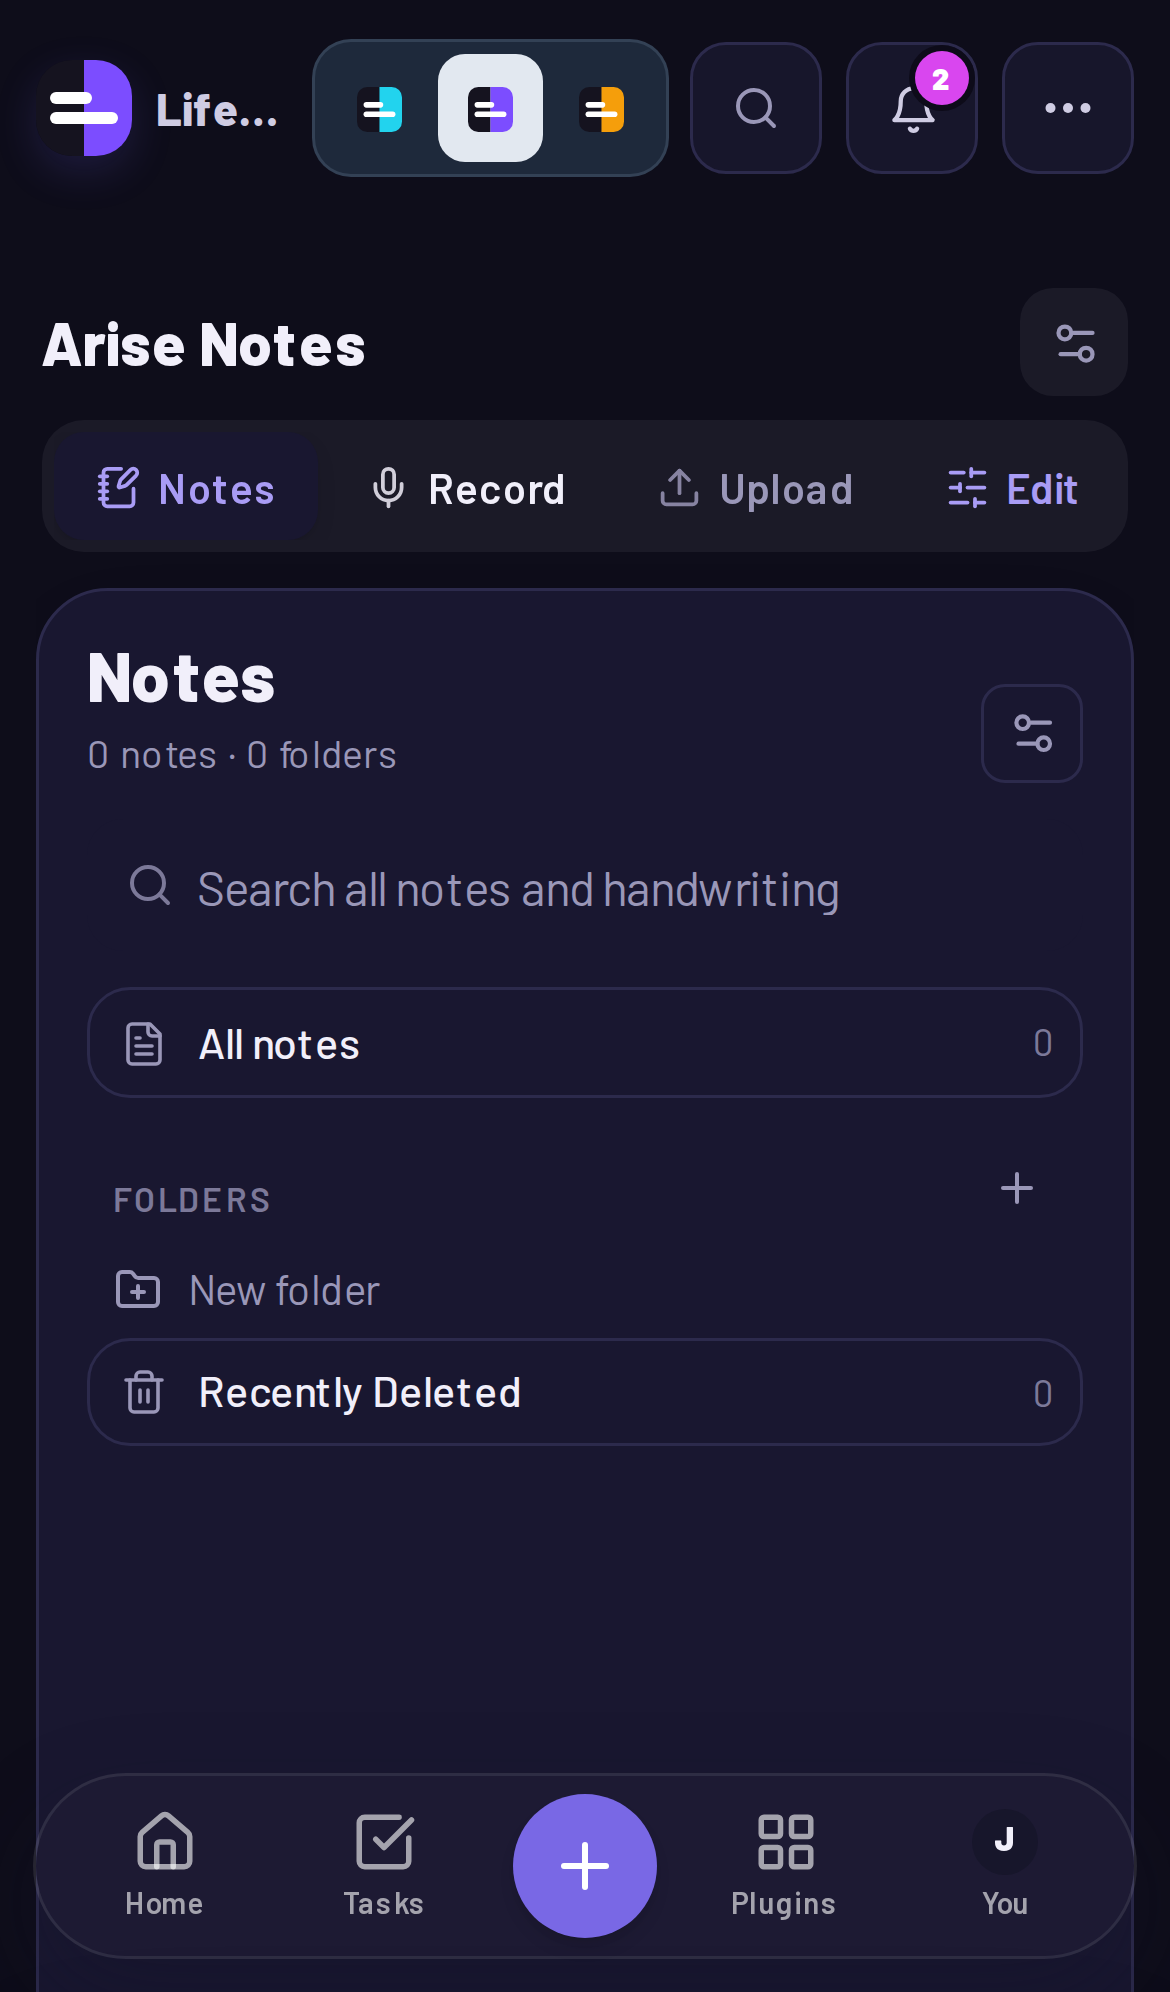 Life...
2
Arise Notes
Notes Record Upload Edit
Notes
0 notes · 0 folders
Search all notes and handwriting
All notes 0
FOLDERS
New folder
Recently Deleted 0
J
Home Tasks Plugins You